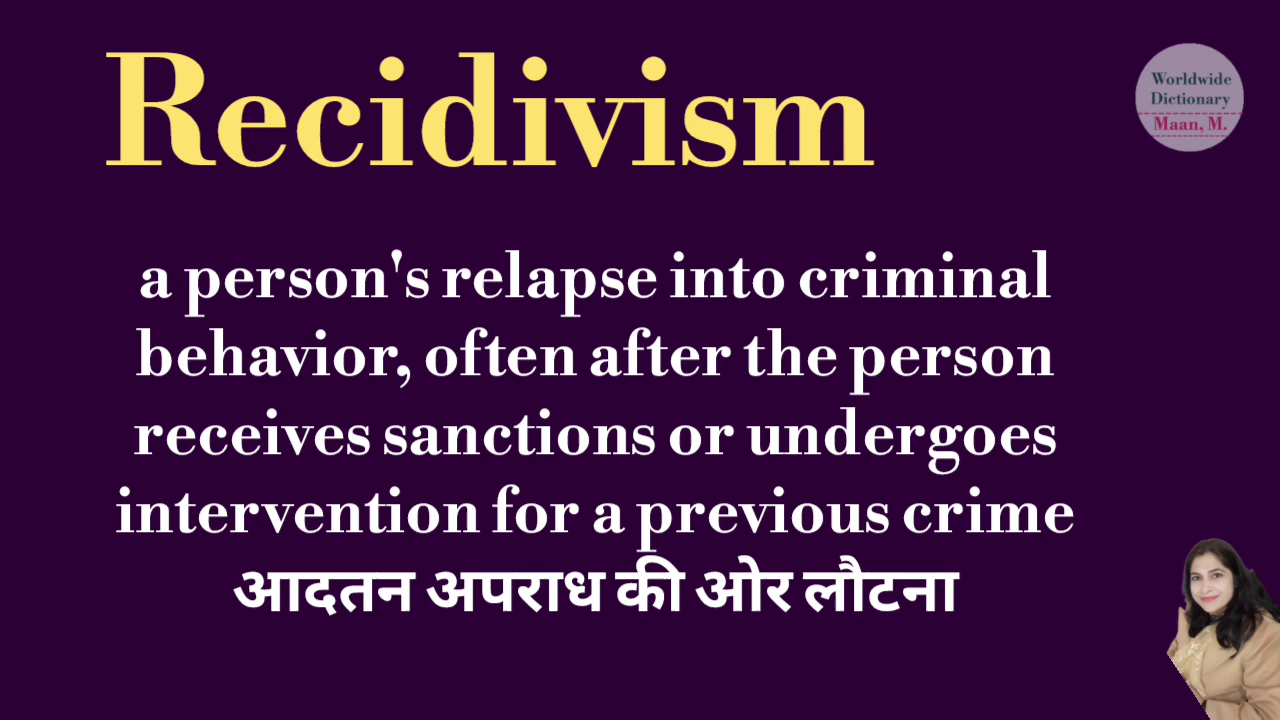 Recidivism
Worldwide
Dictionary
Maan, M.
a person's relapse into criminal
behavior, often after the person
receives sanctions or undergoes
intervention for a previous crime
आदतन अपराध की ओर लौटना